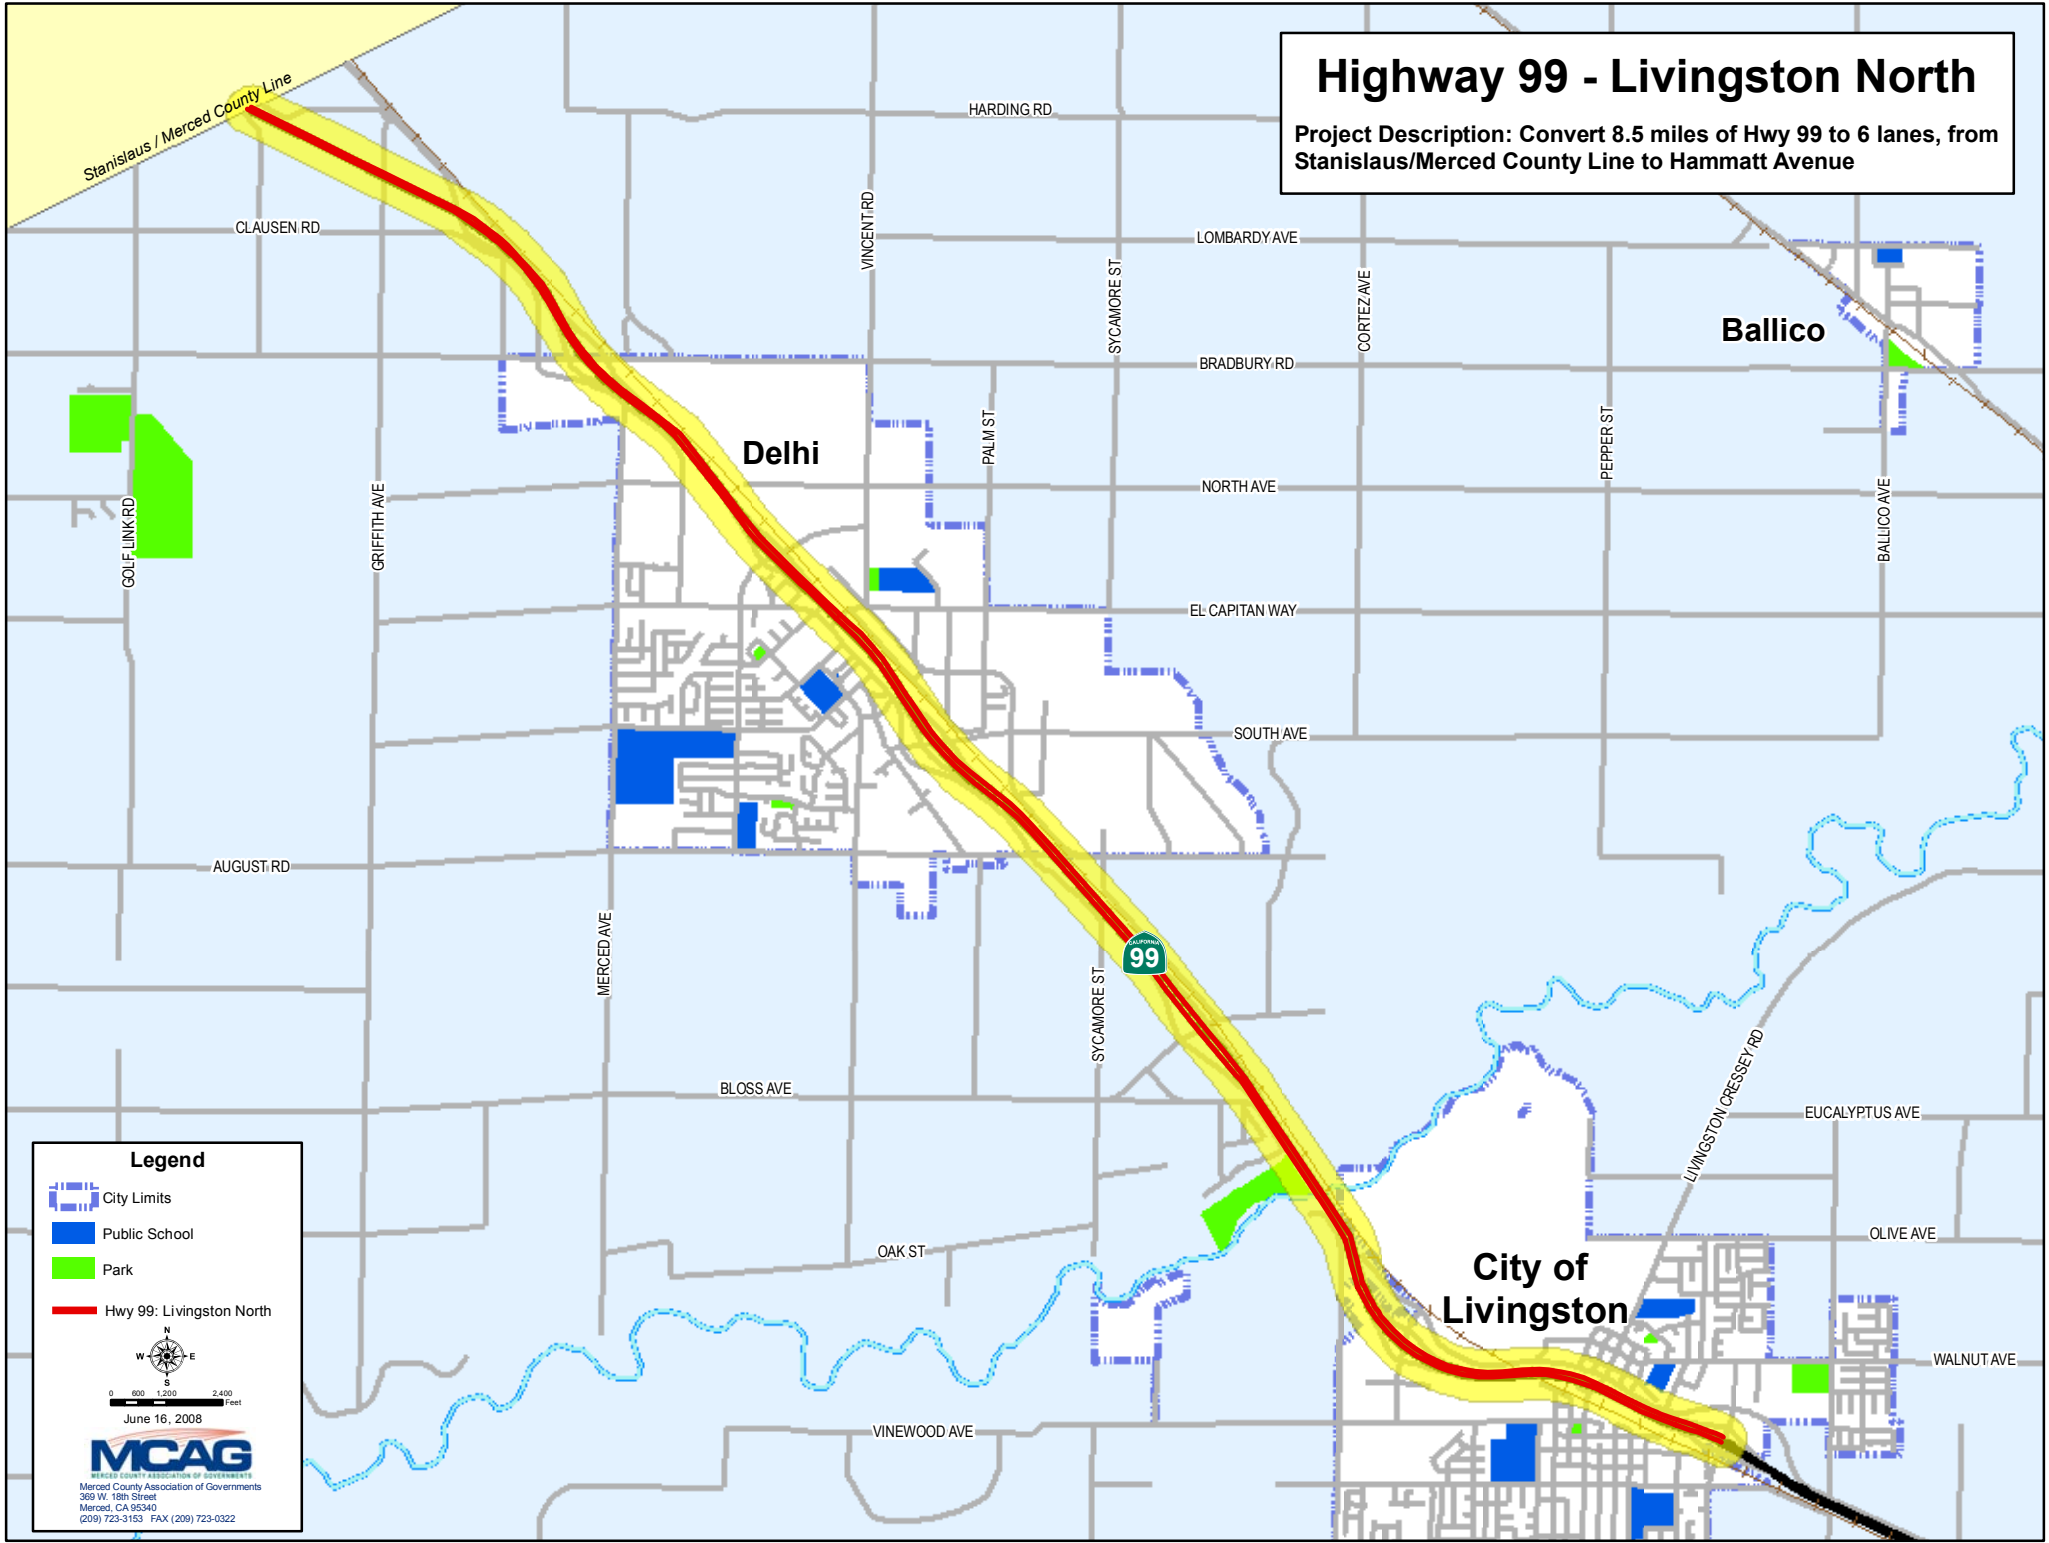 Highway 99 - Livingston North
Project Description: Convert 8.5 miles of Hwy 99 to 6 lanes, from
Stanislaus/Merced County Line to Hammatt Avenue
Stanislaus / Merced County Line
HARDING RD
CLAUSEN RD
VINCENT RD
LOMBARDY AVE
SYCAMORE ST
CORTEZ AVE
Ballico
BRADBURY RD
Delhi
PALM ST
PEPPER ST
GOLF LINK RD
GRIFFITH AVE
NORTH AVE
BALLICO AVE
EL CAPITAN WAY
SOUTH AVE
AUGUST RD
MERCED AVE
CALIFORNIA
99
SYCAMORE ST
LIVINGSTON CRESSEY RD
BLOSS AVE
EUCALYPTUS AVE
OLIVE AVE
OAK ST
City of
Livingston
WALNUT AVE
VINEWOOD AVE
Legend
City Limits
Public School
Park
Hwy 99: Livingston North
N
W E
S
0 600 1,200 2,400
Feet
June 16, 2008
MCAG
MERCED COUNTY ASSOCIATION OF GOVERNMENTS
Merced County Association of Governments
369 W. 18th Street
Merced, CA 95340
(209) 723-3153 FAX (209) 723-0322